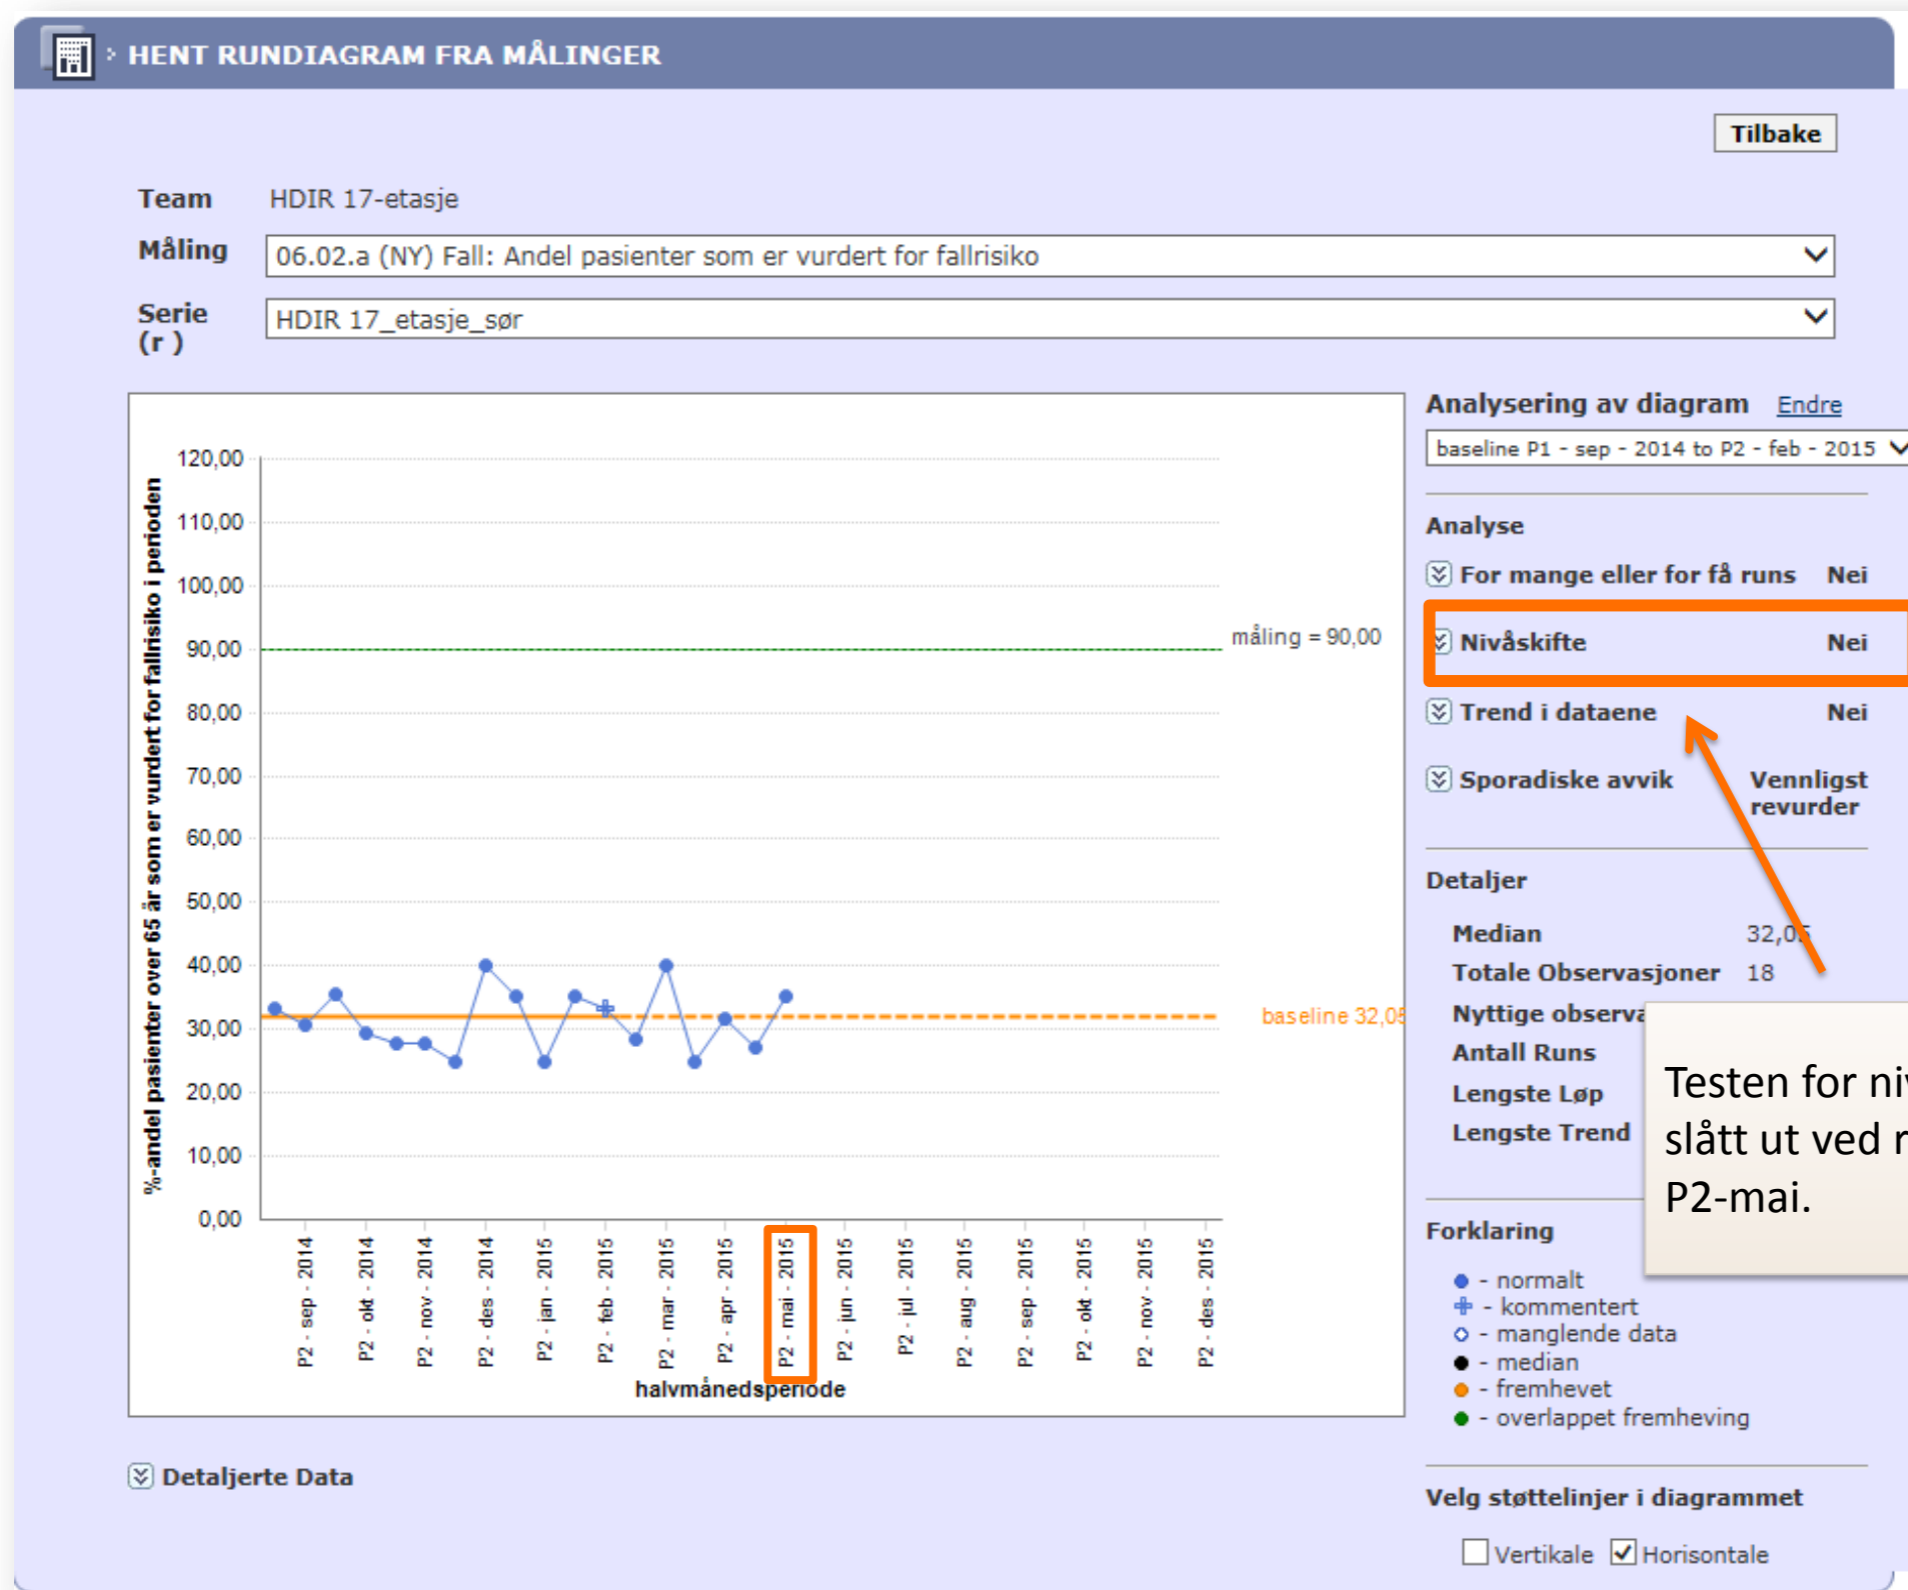 HENT RUNDIAGRAM FRA MÅLINGER
Tilbake
Team HDIR 17-etasje
Måling 06.02.a (NY) Fall: Andel pasienter som er vurdert for fallrisiko
Serie (r ) HDIR 17_etasje_sør
%-andel pasienter over 65 år som er vurdert for fallrisiko i perioden
120,00
110,00
100,00
90,00
80,00
70,00
60,00
50,00
40,00
30,00
20,00
10,00
0,00
måling = 90,00
baseline 32,05
P2 - sep - 2014
P2 - okt - 2014
P2 - nov - 2014
P2 - des - 2014
P2 - jan - 2015
P2 - feb - 2015
P2 - mar - 2015
P2 - apr - 2015
P2 - mai - 2015
P2 - jun - 2015
P2 - jul - 2015
P2 - aug - 2015
P2 - sep - 2015
P2 - okt - 2015
P2 - nov - 2015
P2 - des - 2015
halvmånedsperiode
Detaljerte Data
Analysering av diagram Endre
baseline P1 - sep - 2014 to P2 - feb - 2015
Analyse
For mange eller for få runs Nei
Nivåskifte Nei
Trend i dataene Nei
Sporadiske avvik Vennligst
revurder
Detaljer
Median 32,05
Totale Observasjoner 18
Nyttige
Antall Runs
Lengste Løp
Lengste Trend
Testen for
slått ut ved
P2-mai.
Forklaring
- normalt
- kommentert
- manglende data
- median
- fremhevet
- overlappet fremheving
Velg støttelinjer i diagrammet
Vertikale Horisontale